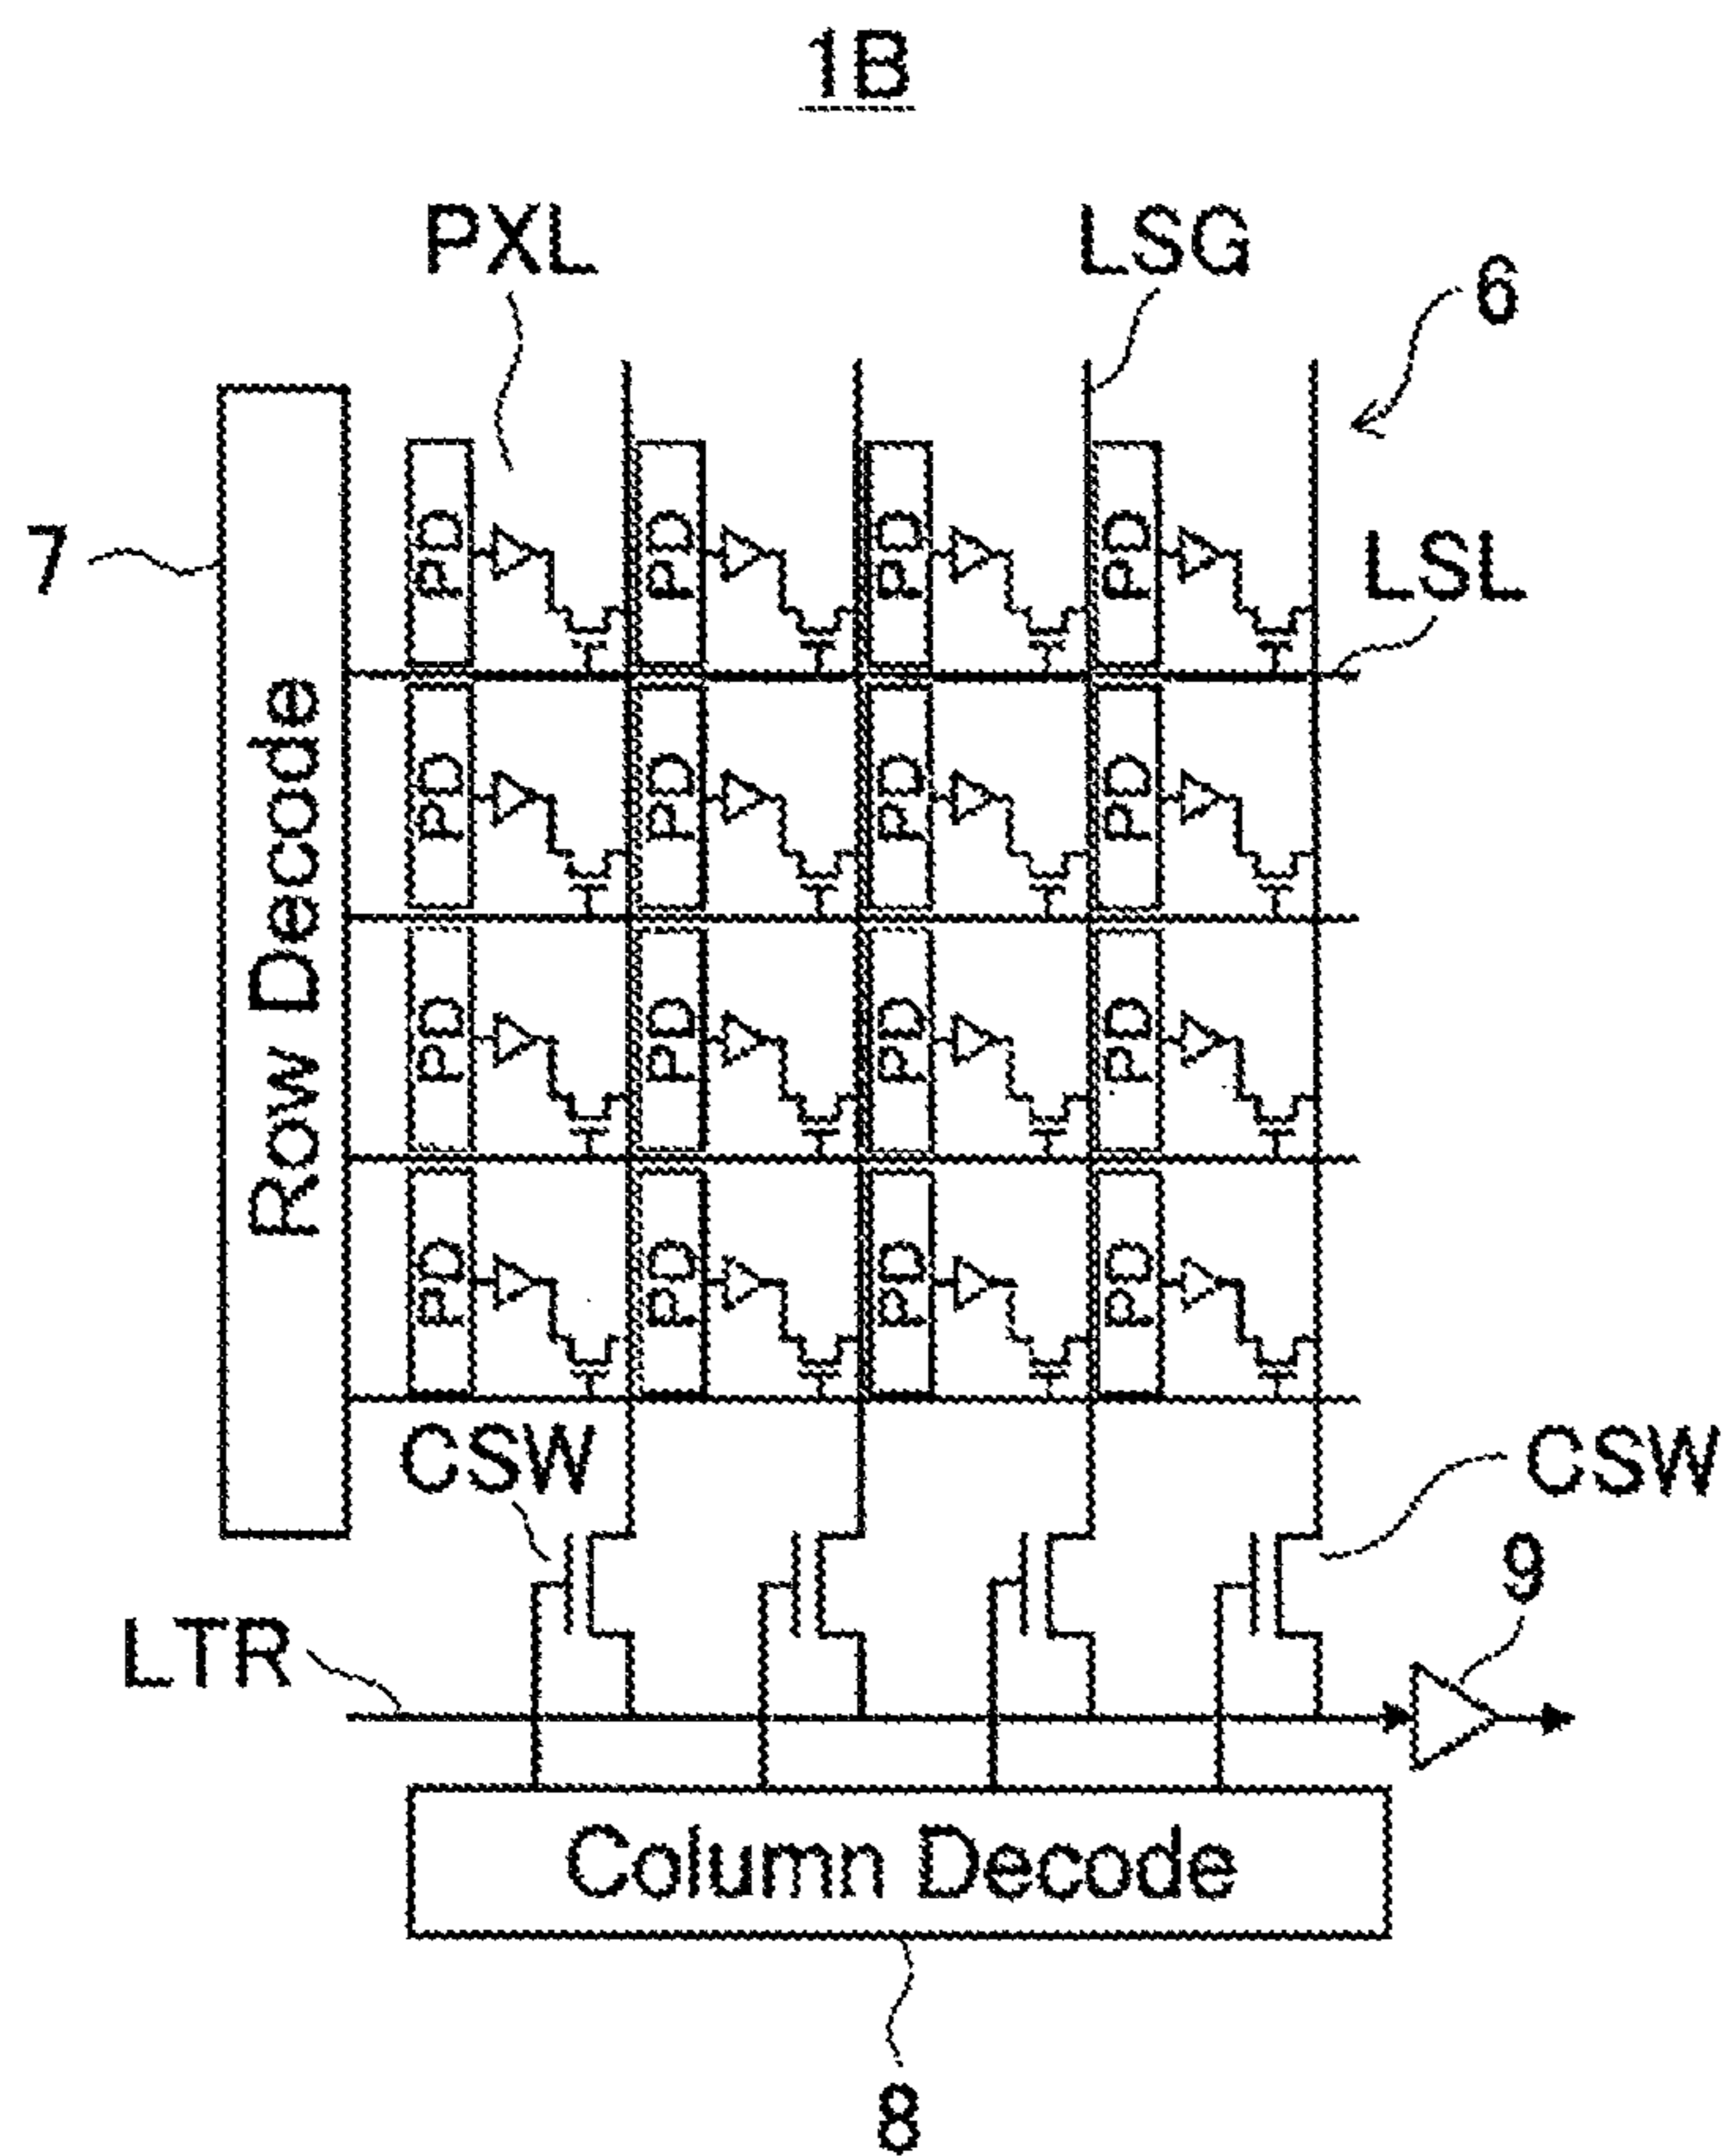 1B
PXL
LSG
6
7
PD PD PD PD
LSL
Row Decode
PD PD PD PD
PD PD PD PD
PD PD PD PD
CSW
CSW
9
LTR
Column Decode
8